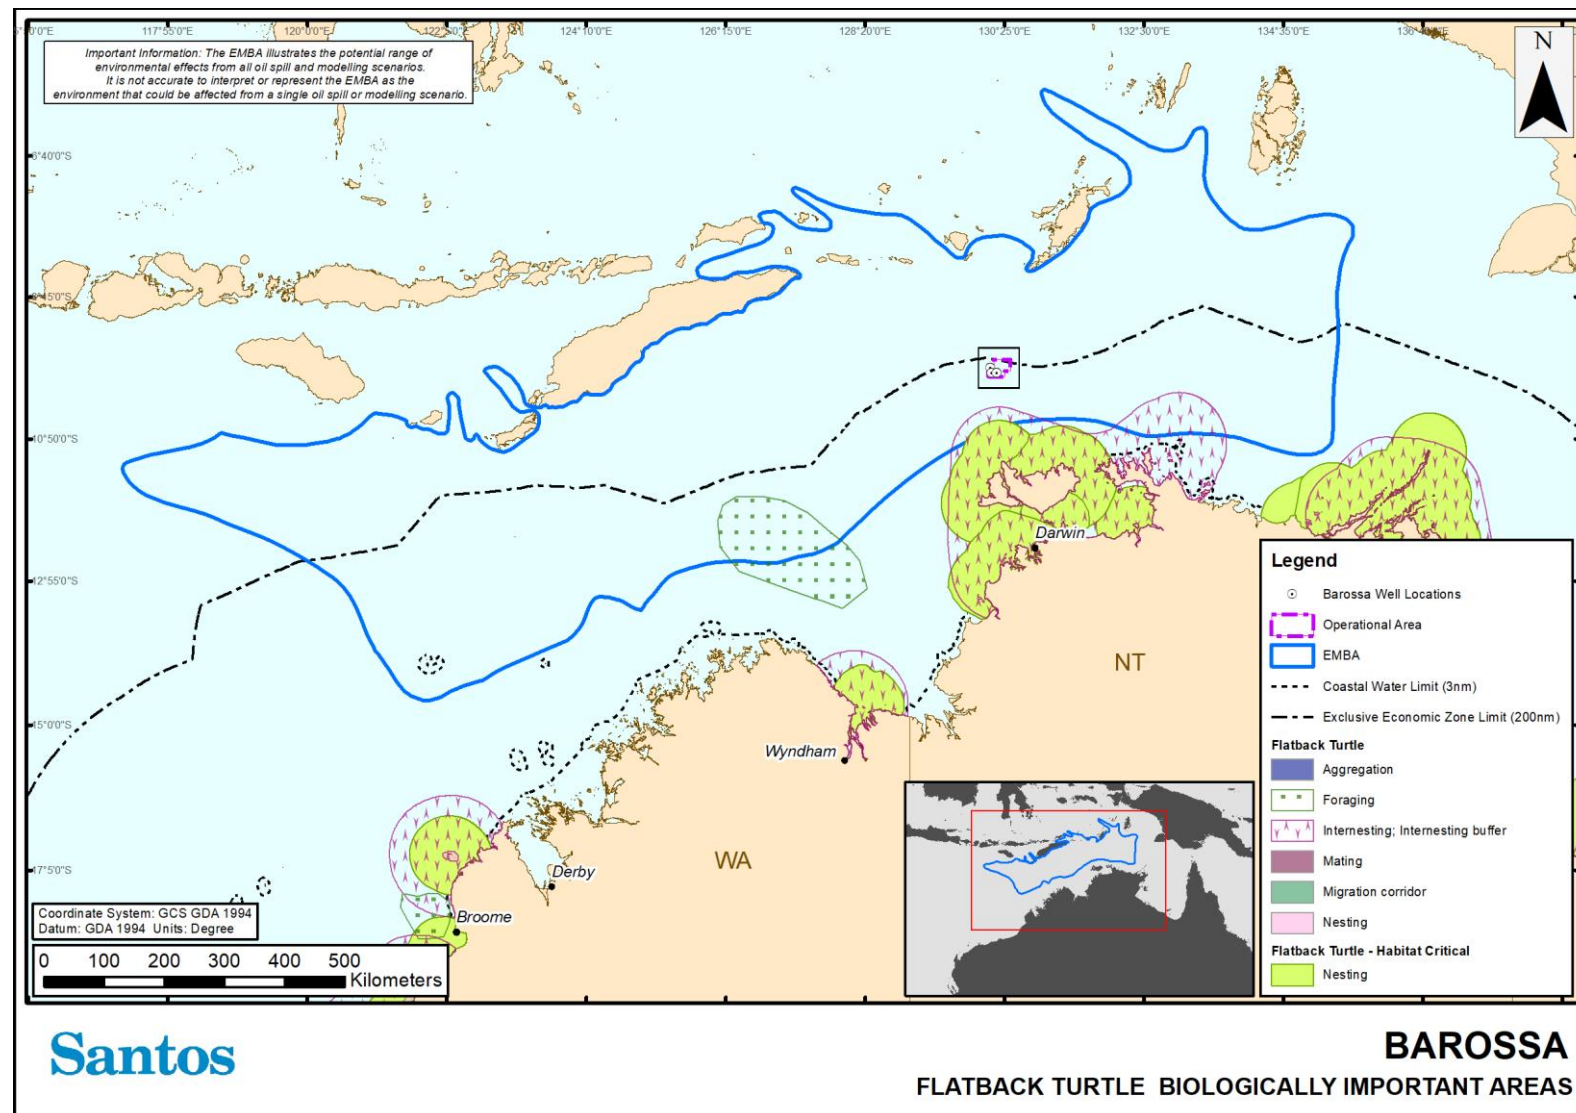 117°55'0"E 120°0'0"E 122°5'0"E 124°10'0"E 126°15'0"E 128°20'0"E 130°25'0"E 132°30'0"E 134°35'0"E
Important Information: The EMBA illustrates the potential range of
environmental effects from all oil spill and modelling scenarios.
It is not accurate to interpret or represent the EMBA as the
environment that could be affected from a single oil spill or modelling scenario.
N
6°40'0"S
10°50'0"S
Darwin
12°55'0"S
NT
Wyndham
WA
Derby
Broome
Legend
Barossa Well Locations
Operational Area
EMBA
Coastal Water Limit (3nm)
Exclusive Economic Zone Limit (200nm)
Flatback Turtle
Aggregation
Foraging
Internesting; Internesting buffer
Mating
Migration corridor
Nesting
Flatback Turtle - Habitat Critical
Nesting
Coordinate System: GCS GDA 1994
Datum: GDA 1994 Units: Degree
0 100 200 300 400 500
Kilometers
Santos
BAROSSA
FLATBACK TURTLE BIOLOGICALLY IMPORTANT AREAS